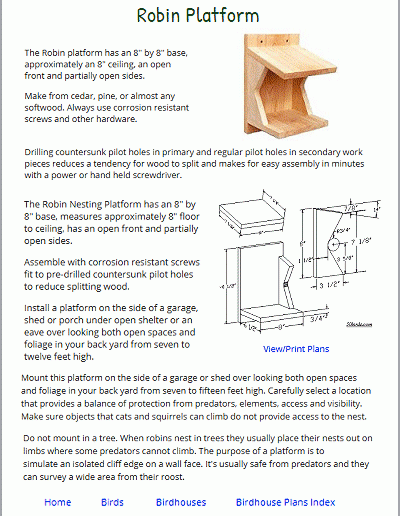 Robin Platform
The Robin platform has an 8" by 8" base,
approximately an 8" ceiling, an open
front and partially open sides.
Make from cedar, pine, or almost any
softwood. Always use corrosion resistant
screws and other hardware.
Drilling countersunk pilot holes in primary and regular pilot holes in secondary work
pieces reduces a tendency for wood to split and makes for easy assembly in minutes
with a power or hand held screwdriver.
The Robin Nesting Platform has an 8" by
8" base, measures approximately 8" floor
to ceiling, has an open front and partially
open sides.
Assemble with corrosion resistant screws
fit to pre-drilled countersunk pilot holes
to reduce splitting wood.
Install a platform on the side of a garage,
shed or porch under open shelter or an
eave over looking both open spaces and
foliage in your back yard from seven to
twelve feet high.
7/8"
1"
7 1/8"
1 1/8"
3 1/8"
3 1/2"
8"
3/4"
View/Print Plans
Mount this platform on the side of a garage or shed over looking both open spaces
and foliage in your back yard from seven to fifteen feet high. Carefully select a location
that provides a balance of protection from predators, elements, access and visibility.
Make sure objects that cats and squirrels can climb do not provide access to the nest.
Do not mount in a tree. When robins nest in trees they usually place their nests out on
limbs where some predators cannot climb. The purpose of a platform is to
simulate an isolated cliff edge on a wall face. It's usually safe from predators and they
can survey a wide area from their roost.
Home Birds Birdhouses Birdhouse Plans Index